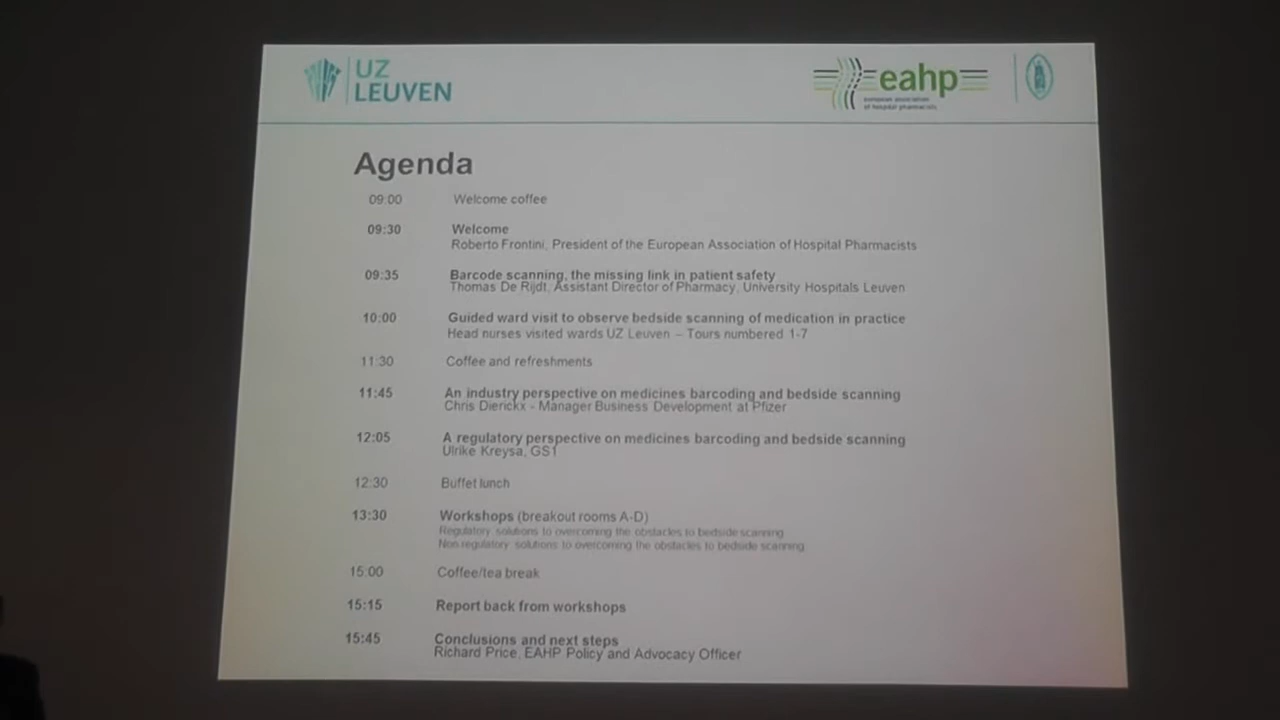 UZ
LEUVEN
eahp
european association
of hospital pharmacists
Agenda
09:00 Welcome coffee
09:30 Welcome
Roberto Frontini, President of the European Association of Hospital Pharmacists
09:35 Barcode scanning, the missing link in patient safety
Thomas De Rijdt, Assistant Director of Pharmacy, University Hospitals Leuven
10:00 Guided ward visit to observe bedside scanning of medication in practice
Head nurses visited wards UZ Leuven – Tours numbered 1-7
11:30 Coffee and refreshments
11:45 An industry perspective on medicines barcoding and bedside scanning
Chris Dierickx - Manager Business Development at Pfizer
12:05 A regulatory perspective on medicines barcoding and bedside scanning
Ulrike Kreysa, GS1
12:30 Buffet lunch
13:30 Workshops (breakout rooms A-D)
Regulatory solutions to overcoming the obstacles to bedside scanning
Non regulatory solutions to overcoming the obstacles to bedside scanning
15:00 Coffee/tea break
15:15 Report back from workshops
15:45 Conclusions and next steps
Richard Price, EAHP Policy and Advocacy Officer